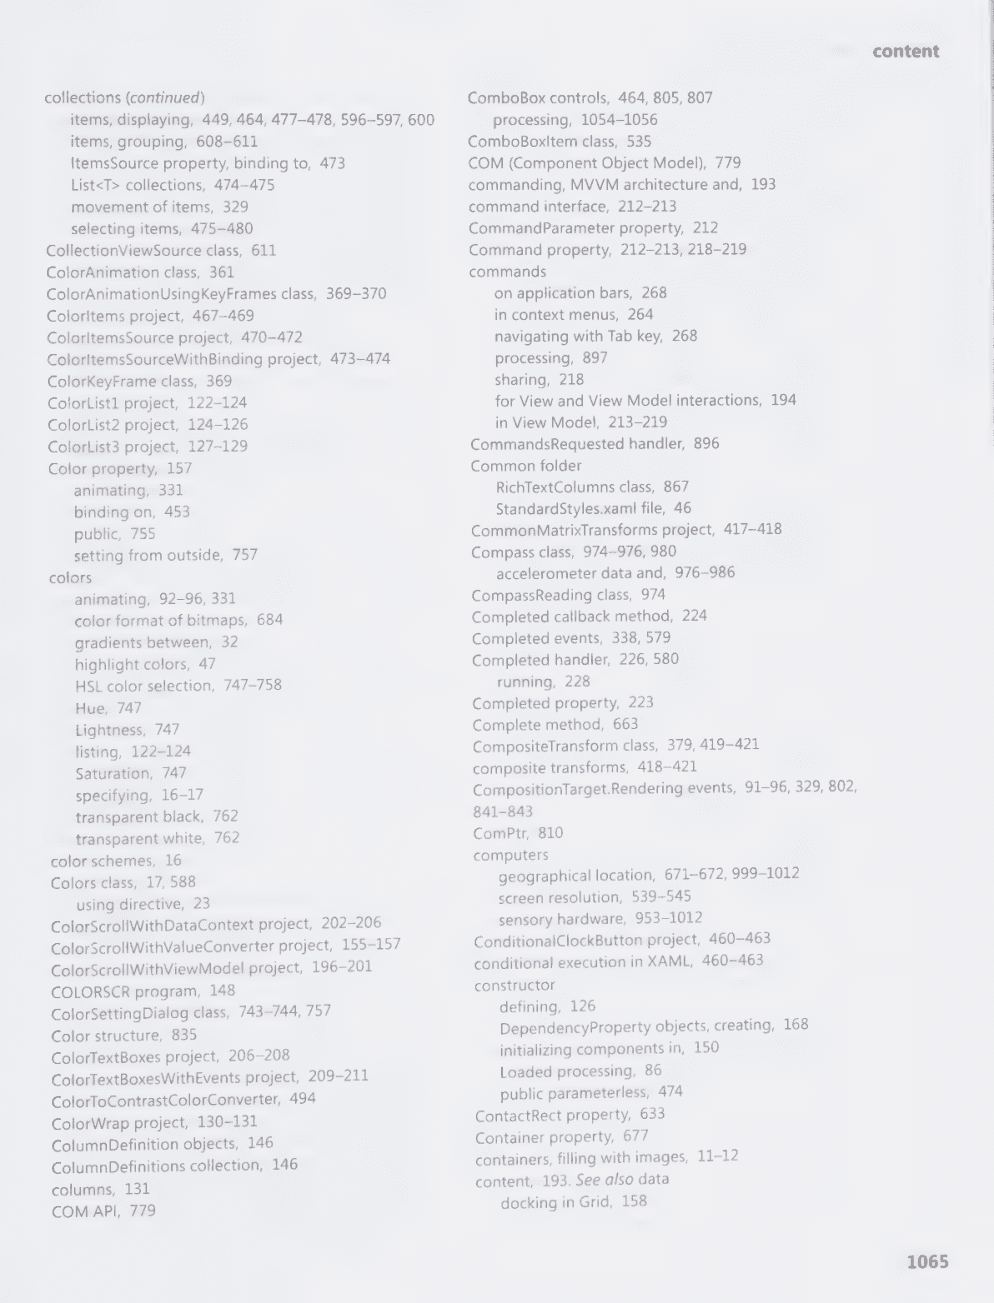 content
collections (continued)
items, displaying, 449, 464, 477–478, 596–597, 600
items, grouping, 608–611
ItemsSource property, binding to, 473
List<T> collections, 474–475
movement of items, 329
selecting items, 475–480
CollectionViewSource class, 611
ColorAnimation class, 361
ColorAnimationUsingKeyFrames class, 369–370
ColorItems project, 467–469
ColorItemsSource project, 470–472
ColorItemsSourceWithBinding project, 473–474
ColorKeyFrame class, 369
ColorList1 project, 122–124
ColorList2 project, 124–126
ColorList3 project, 127–129
Color property, 157
animating, 331
binding on, 453
public, 755
setting from outside, 757
colors
animating, 92–96, 331
color format of bitmaps, 684
gradients between, 32
highlight colors, 47
HSL color selection, 747–758
Hue, 747
Lightness, 747
listing, 122–124
Saturation, 747
specifying, 16–17
transparent black, 762
transparent white, 762
color schemes, 16
Colors class, 17, 588
using directive, 23
ColorScrollWithDataContext project, 202–206
ColorScrollWithValueConverter project, 155–157
ColorScrollWithViewModel project, 196–201
COLORSCR program, 148
ColorSettingDialog class, 743–744, 757
Color structure, 835
ColorTextBoxes project, 206–208
ColorTextBoxesWithEvents project, 209–211
ColorToContrastColorConverter, 494
ColorWrap project, 130–131
ColumnDefinition objects, 146
ColumnDefinitions collection, 146
columns, 131
COM API, 779
ComboBox controls, 464, 805, 807
processing, 1054–1056
ComboBoxItem class, 535
COM (Component Object Model), 779
commanding, MVVM architecture and, 193
command interface, 212–213
CommandParameter property, 212
Command property, 212–213, 218–219
commands
on application bars, 268
in context menus, 264
navigating with Tab key, 268
processing, 897
sharing, 218
for View and View Model interactions, 194
in View Model, 213–219
CommandsRequested handler, 896
Common folder
RichTextColumns class, 867
StandardStyles.xaml file, 46
CommonMatrixTransforms project, 417–418
Compass class, 974–976, 980
accelerometer data and, 976–986
CompassReading class, 974
Completed callback method, 224
Completed events, 338, 579
Completed handler, 226, 580
running, 228
Completed property, 223
Complete method, 663
CompositeTransform class, 379, 419–421
composite transforms, 418–421
CompositionTarget.Rendering events, 91–96, 329, 802,
841–843
ComPtr, 810
computers
geographical location, 671–672, 999–1012
screen resolution, 539–545
sensory hardware, 953–1012
ConditionalClockButton project, 460–463
conditional execution in XAML, 460–463
constructor
defining, 126
DependencyProperty objects, creating, 168
initializing components in, 150
Loaded processing, 86
public parameterless, 474
ContactRect property, 633
Container property, 677
containers, filling with images, 11–12
content, 193. See also data
docking in Grid, 158
1065